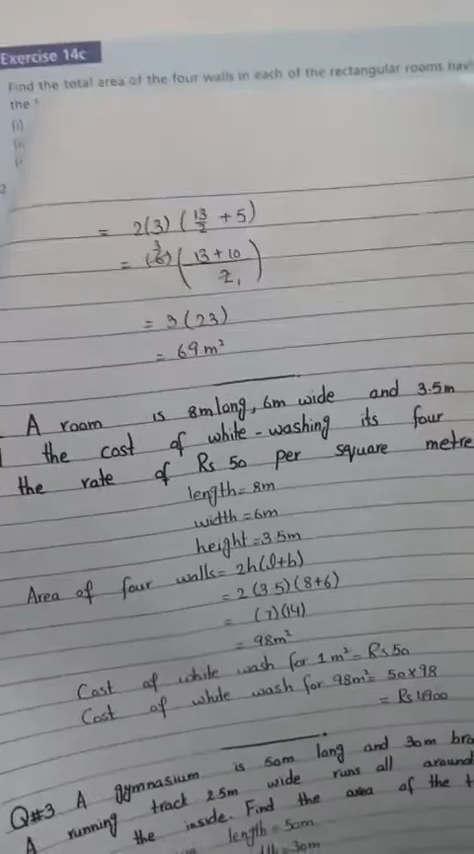 Exercise 14c
Find the total area of the four walls in each of the rectangular rooms hav
the
(i)
2
= 2(3) (13/2 + 5)
= (6) 3 (13 + 10 / 2)
= 3 (23)
= 69 m²
A room is 8m long, 6m wide and 3.5m
the cost of white-washing its four
the rate of Rs 50 per square metre
length = 8m
width = 6m
height = 3.5m
Area of four walls = 2h(l+b)
= 2(3.5)(8+6)
= (7)(14)
= 98m²
Cost of white wash for 1m² = Rs 50
Cost of white wash for 98m² = 50 x 98
= Rs
Q#3 A gymnasium is 50m long and 30m bro
A running track 2.5m wide runs all around
the inside. Find the area of the t
length = 50m
= 30m